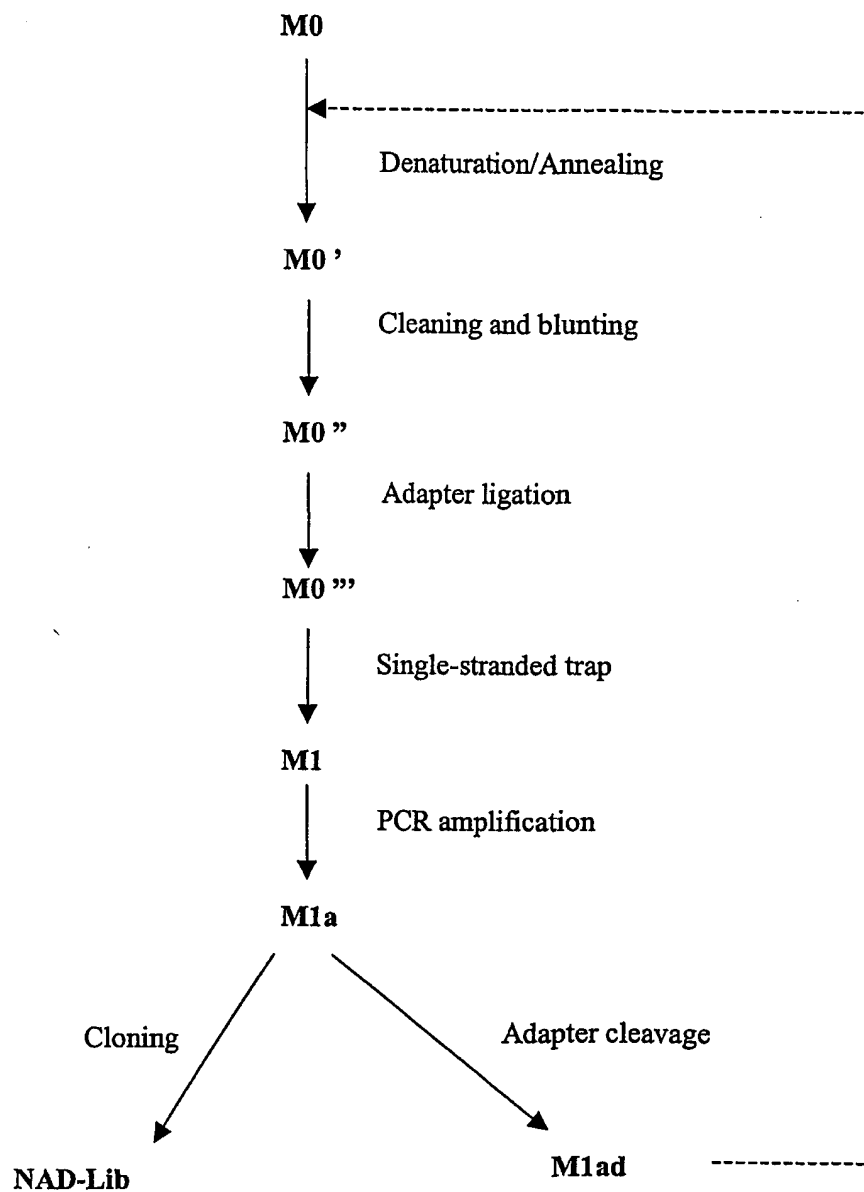 M0
Denaturation/Annealing
M0 ’
Cleaning and blunting
M0 ”
Adapter ligation
M0 ”’
Single-stranded trap
M1
PCR amplification
M1a
Cloning
Adapter cleavage
M1ad
NAD-Lib